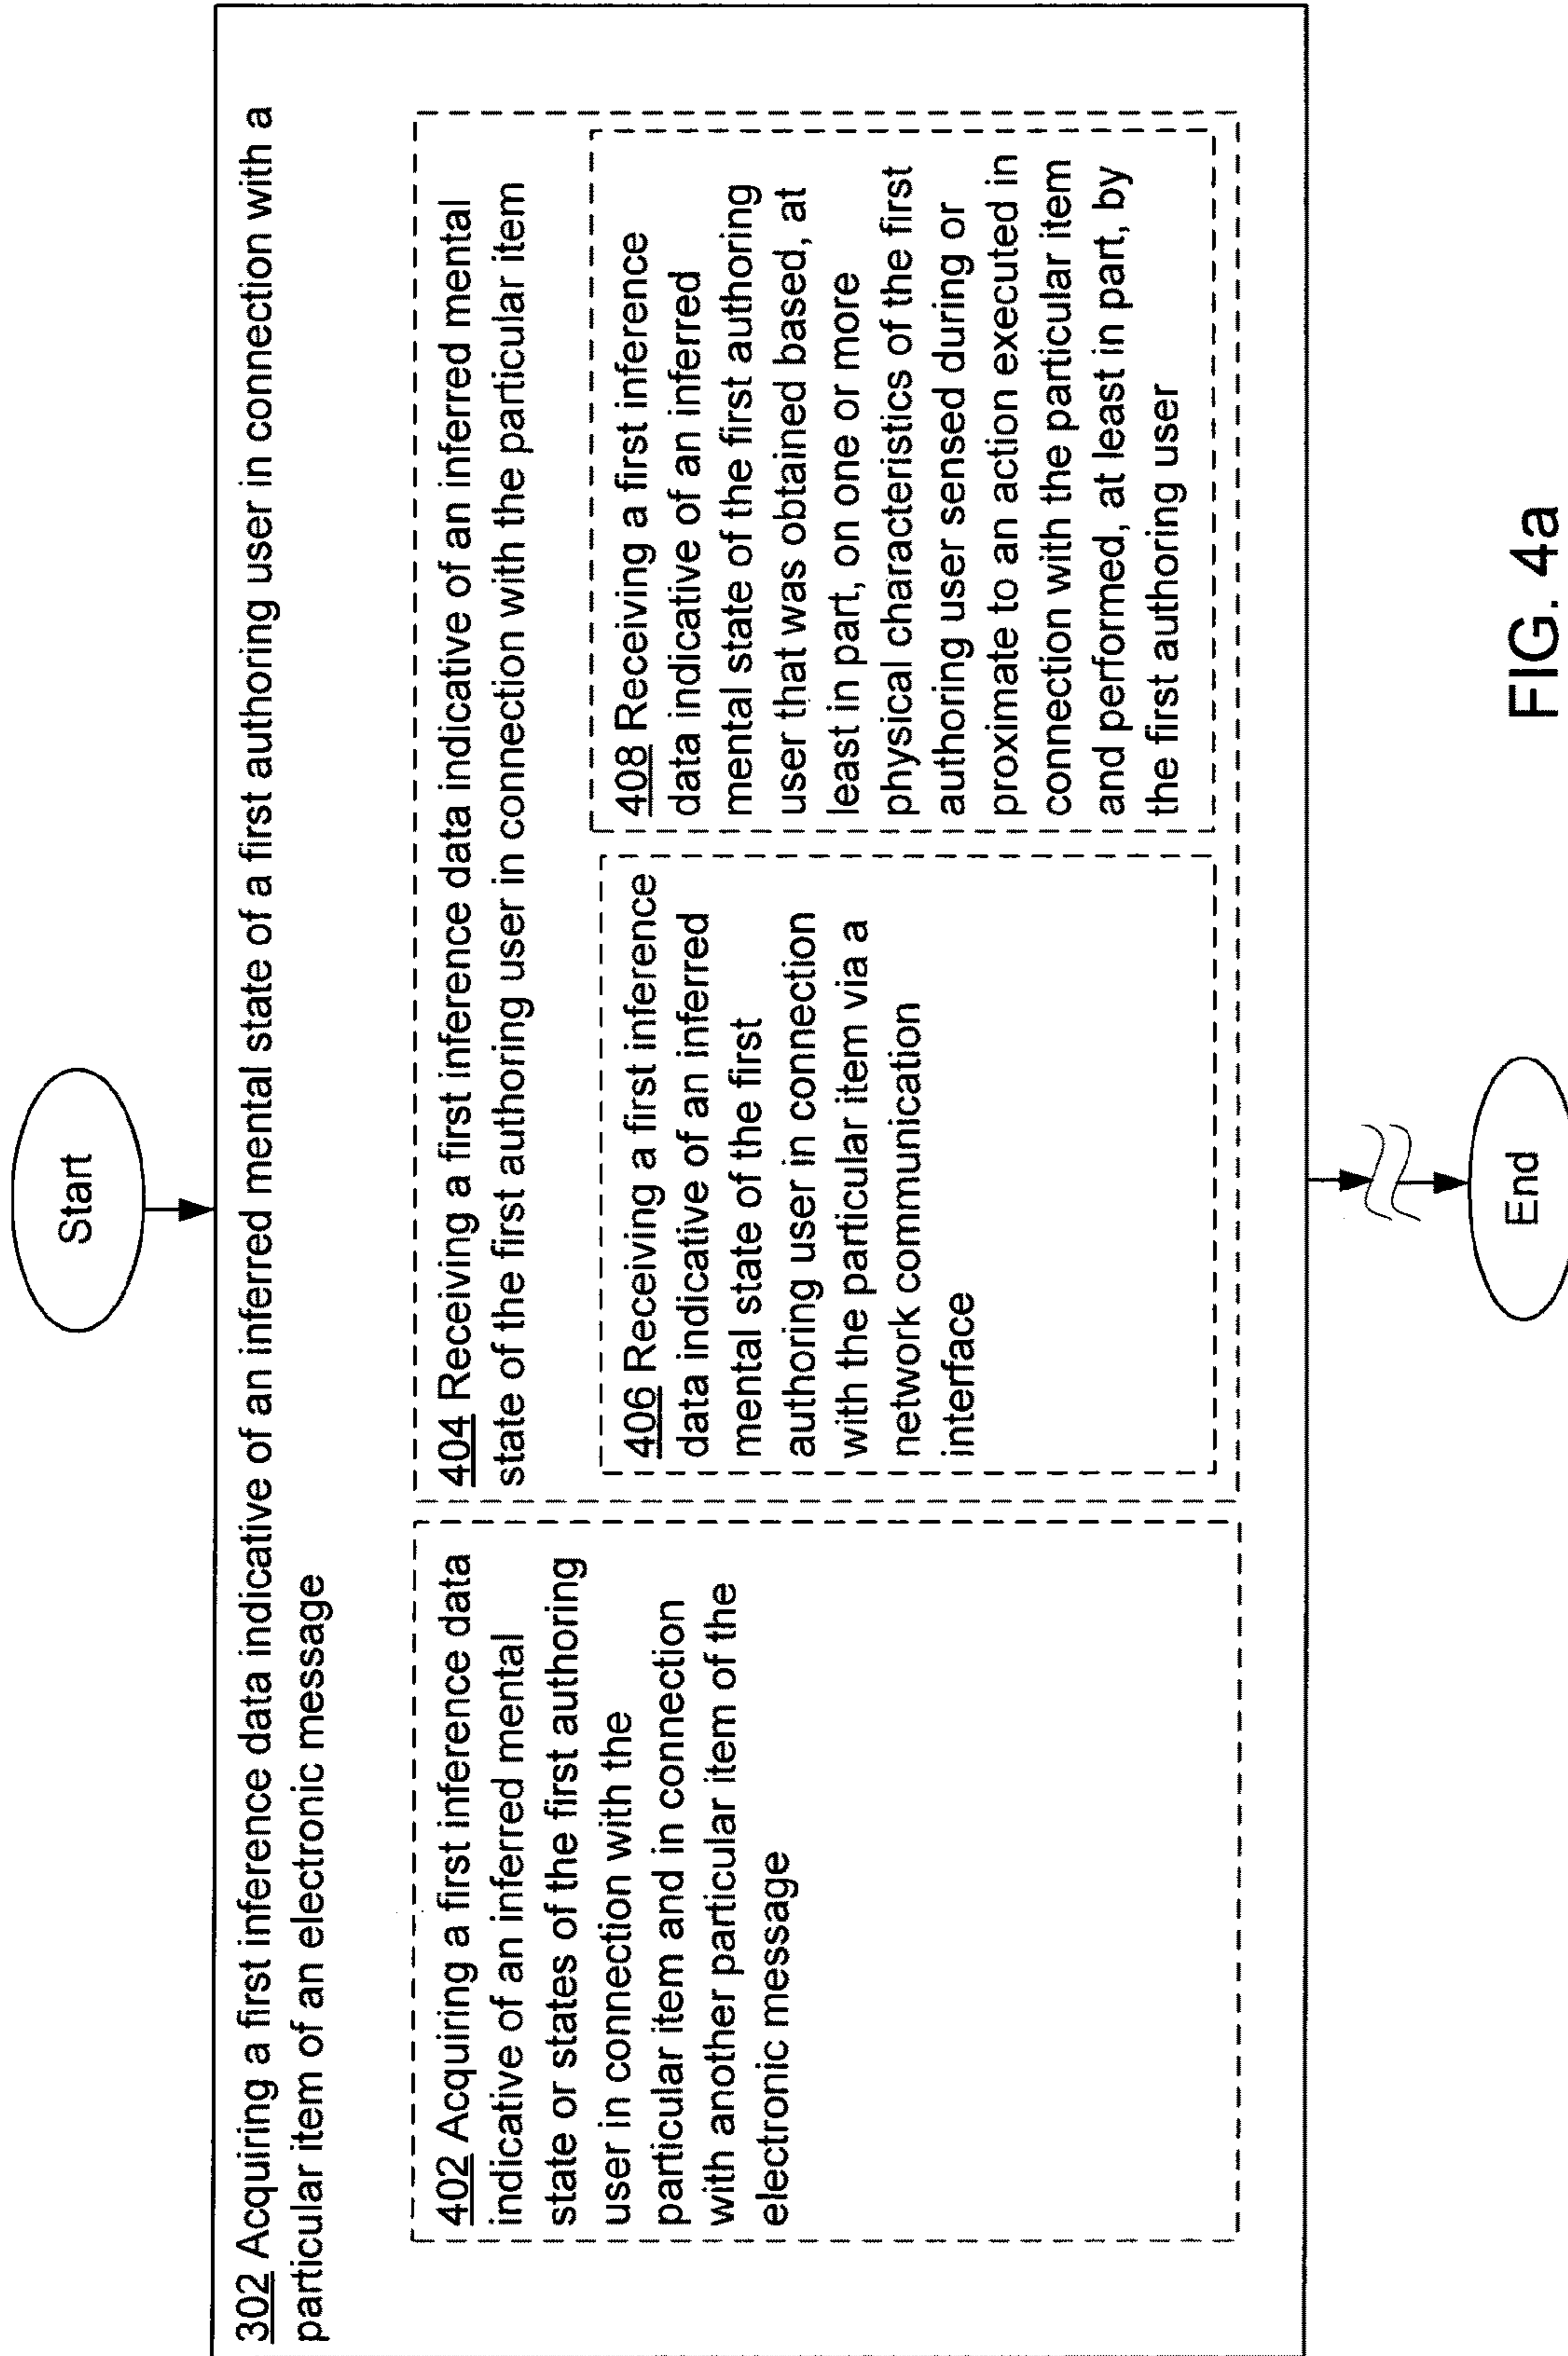 Start
302 Acquiring a first inference data indicative of an inferred mental state of a first authoring user in connection with a
particular item of an electronic message
402 Acquiring a first inference data
indicative of an inferred mental
state or states of the first authoring
user in connection with the
particular item and in connection
with another particular item of the
electronic message
404 Receiving a first inference data indicative of an inferred mental
state of the first authoring user in connection with the particular item
406 Receiving a first inference
data indicative of an inferred
mental state of the first
authoring user in connection
with the particular item via a
network communication
interface
408 Receiving a first inference
data indicative of an inferred
mental state of the first authoring
user that was obtained based, at
least in part, on one or more
physical characteristics of the first
authoring user sensed during or
proximate to an action executed in
connection with the particular item
and performed, at least in part, by
the first authoring user
End
FIG. 4a